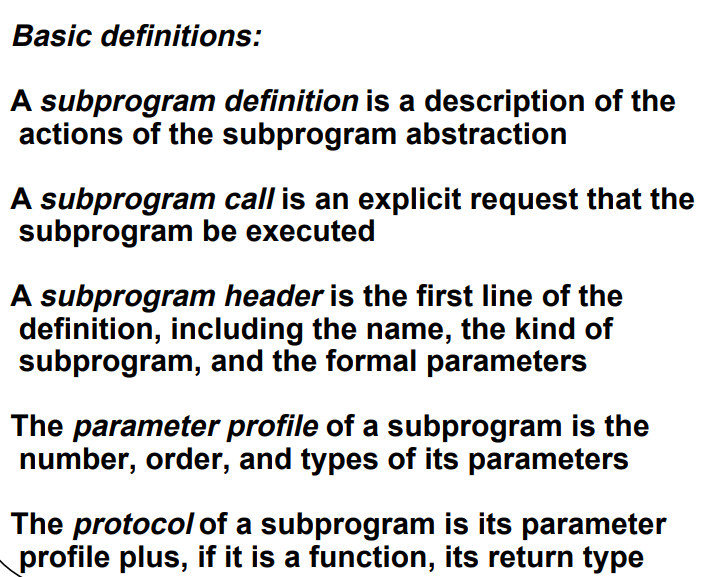 Basic definitions:
A subprogram definition is a description of the
actions of the subprogram abstraction
A subprogram call is an explicit request that the
subprogram be executed
A subprogram header is the first line of the
definition, including the name, the kind of
subprogram, and the formal parameters
The parameter profile of a subprogram is the
number, order, and types of its parameters
The protocol of a subprogram is its parameter
profile plus, if it is a function, its return type